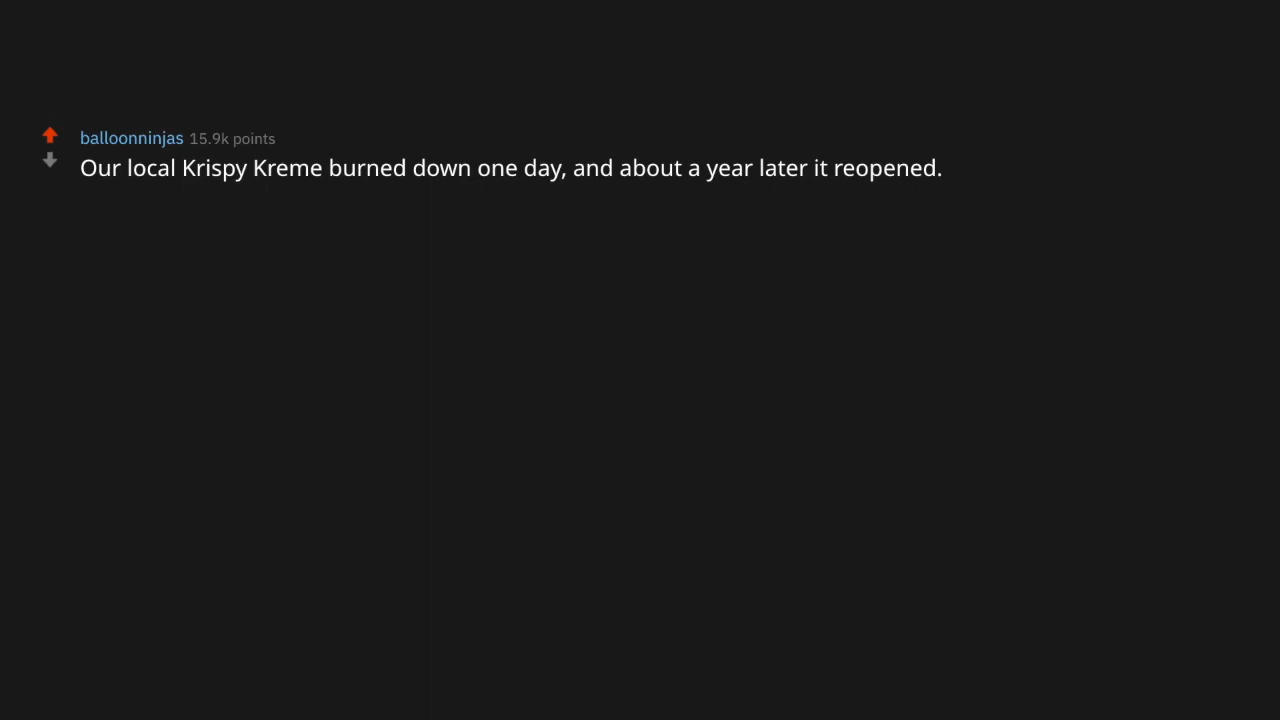 balloonninjas 15.9k points
Our local Krispy Kreme burned down one day, and about a year later it reopened.